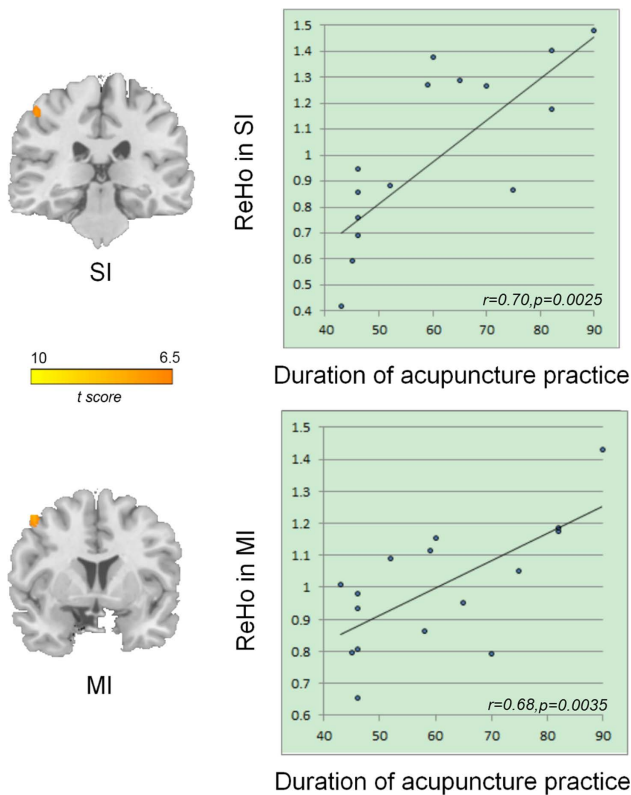 SI
ReHo in SI
1.5
1.4
1.3
1.2
1.1
1
0.9
0.8
0.7
0.6
0.5
0.4
r=0.70,p=0.0025
40 50 60 70 80 90
Duration of acupuncture practice
10 6.5
t score
MI
ReHo in MI
1.5
1.4
1.3
1.2
1.1
1
0.9
0.8
0.7
0.6
r=0.68,p=0.0035
40 50 60 70 80 90
Duration of acupuncture practice